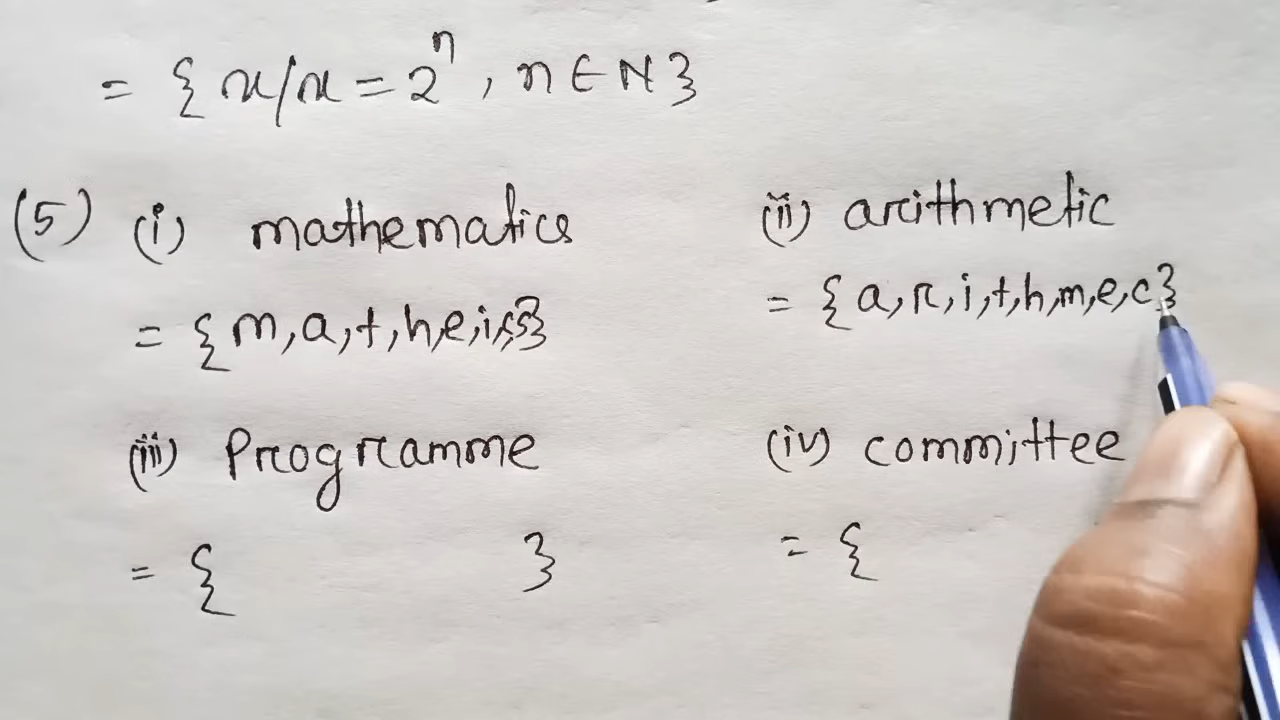 = { x/x = 2ⁿ, n ∈ N }
(5) (i) mathematics
= { m, a, t, h, e, i, c, s }
(ii) arithmetic
= { a, r, i, t, h, m, e, c }
(iii) Programme
= { }
(iv) committee
= {